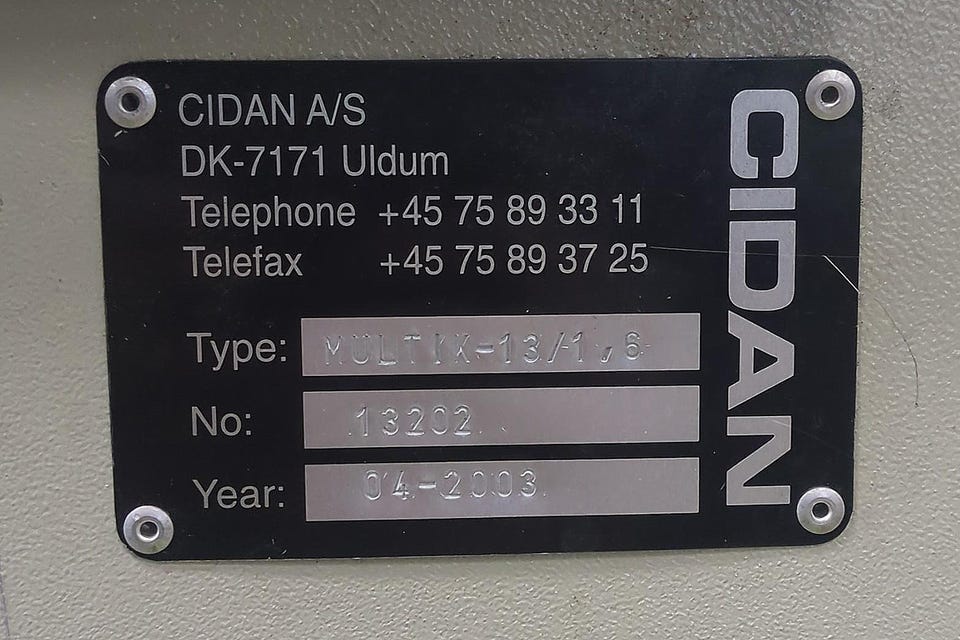 CIDAN A/S
DK-7171 Uldum
Telephone +45 75 89 33 11
Telefax +45 75 89 37 25
Type: MULTIK-13/1,6
No: 13202
Year: 04-2003
CIDAN